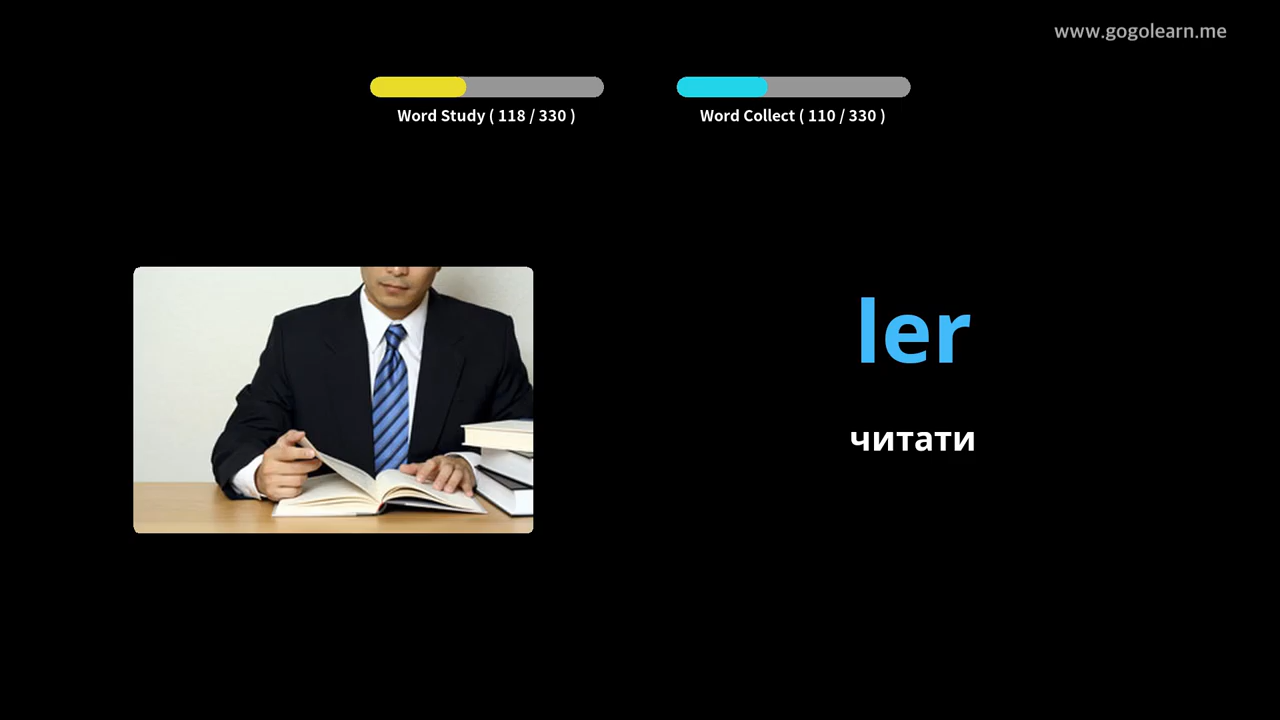 www.gogolearn.me
Word Study ( 118 / 330 )
Word Collect ( 110 / 330 )
ler
читати